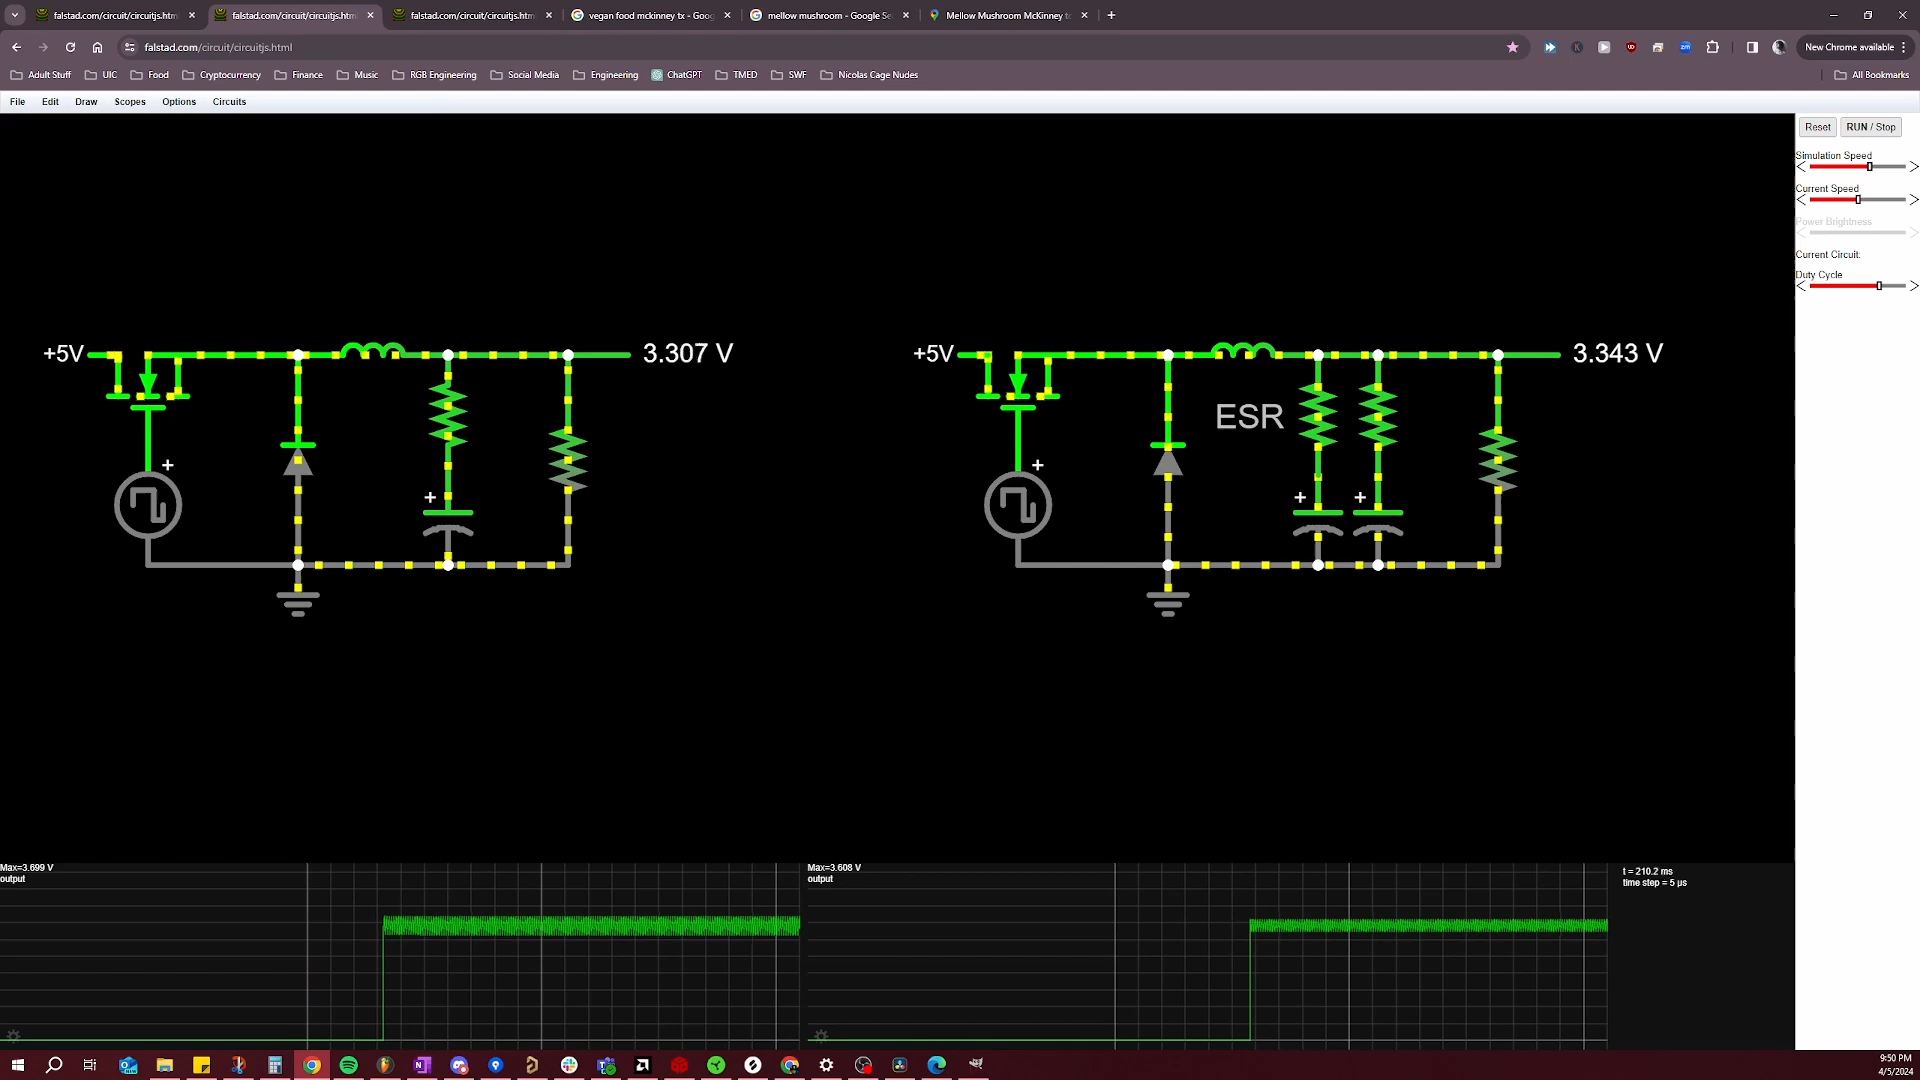 falstad.com/circuit/circuitjs.html
falstad.com/circuit/circuitjs.htm
falstad.com/circuit/circuitjs.htm
vegan food mckinney tx - Goog
mellow mushroom - Google Se
Mellow Mushroom McKinney t
falstad.com/circuit/circuitjs.html
New Chrome available
Adult Stuff
UIC
Food
Cryptocurrency
Finance
Music
RGB Engineering
Social Media
Engineering
ChatGPT
TMED
SWF
Nicolas Cage Nudes
All Bookmarks
File Edit Draw Scopes Options Circuits
Reset RUN / Stop
Simulation Speed
Current Speed
Power Brightness
Current Circuit:
Duty Cycle
+5V
3.307 V
+5V
3.343 V
ESR
+
+
+
+
+
Max=3.699 V
output
Max=3.608 V
output
t = 210.2 ms
time step = 5 µs
9:50 PM
4/5/2024